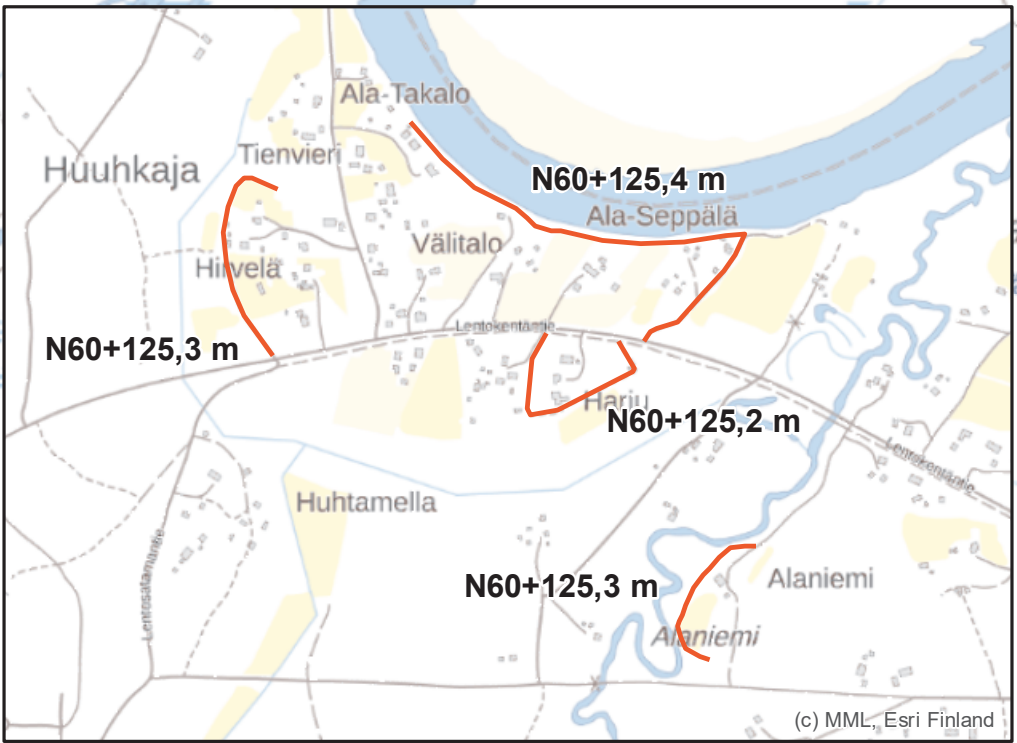 Ala-Takalo
Tienvieri
Huuhkaja
N60+125,4 m
Ala-Seppälä
Välitalo
Hirvelä
Lentokentäntie
N60+125,3 m
Harju
N60+125,2 m
Lentokentäntie
Huhtamella
Lentosatamantie
N60+125,3 m
Alaniemi
Alaniemi
(c) MML, Esri Finland